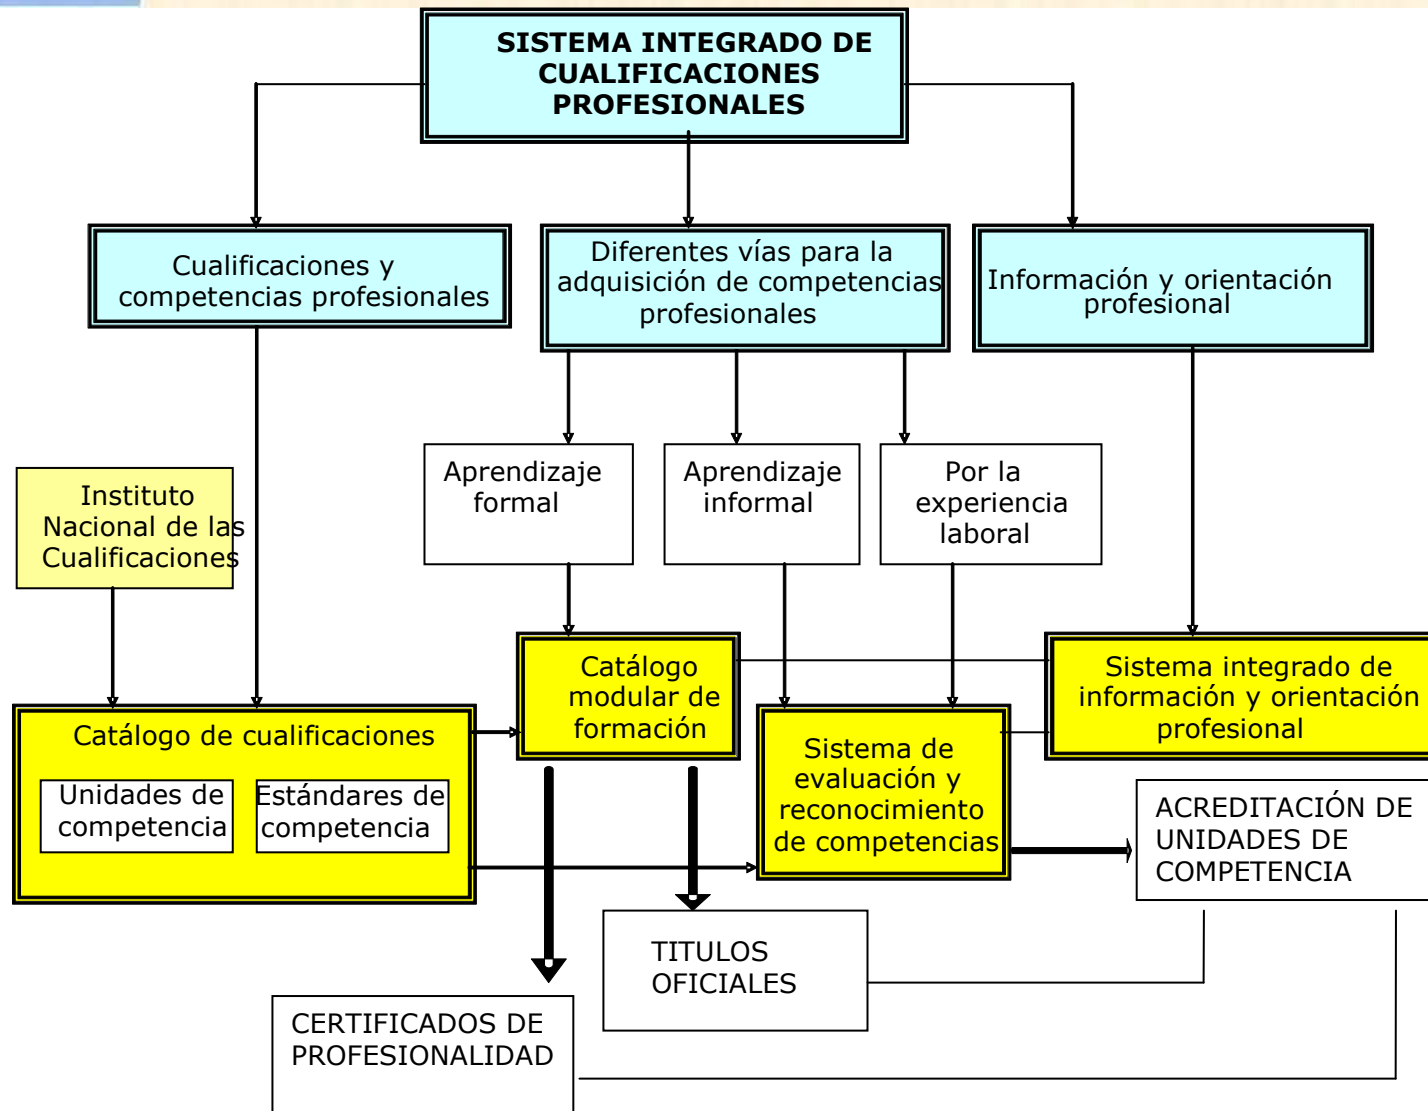 SISTEMA INTEGRADO DE
CUALIFICACIONES
PROFESIONALES
Cualificaciones y
competencias profesionales
Diferentes vías para la
adquisición de competencias
profesionales
Información y orientación
profesional
Instituto
Nacional de las
Cualificaciones
Aprendizaje
formal
Aprendizaje
informal
Por la
experiencia
laboral
Catálogo de cualificaciones
Unidades de
competencia
Estándares de
competencia
Catálogo
modular de
formación
Sistema de
evaluación y
reconocimiento
de competencias
Sistema integrado de
información y orientación
profesional
ACREDITACIÓN DE
UNIDADES DE
COMPETENCIA
TITULOS
OFICIALES
CERTIFICADOS DE
PROFESIONALIDAD